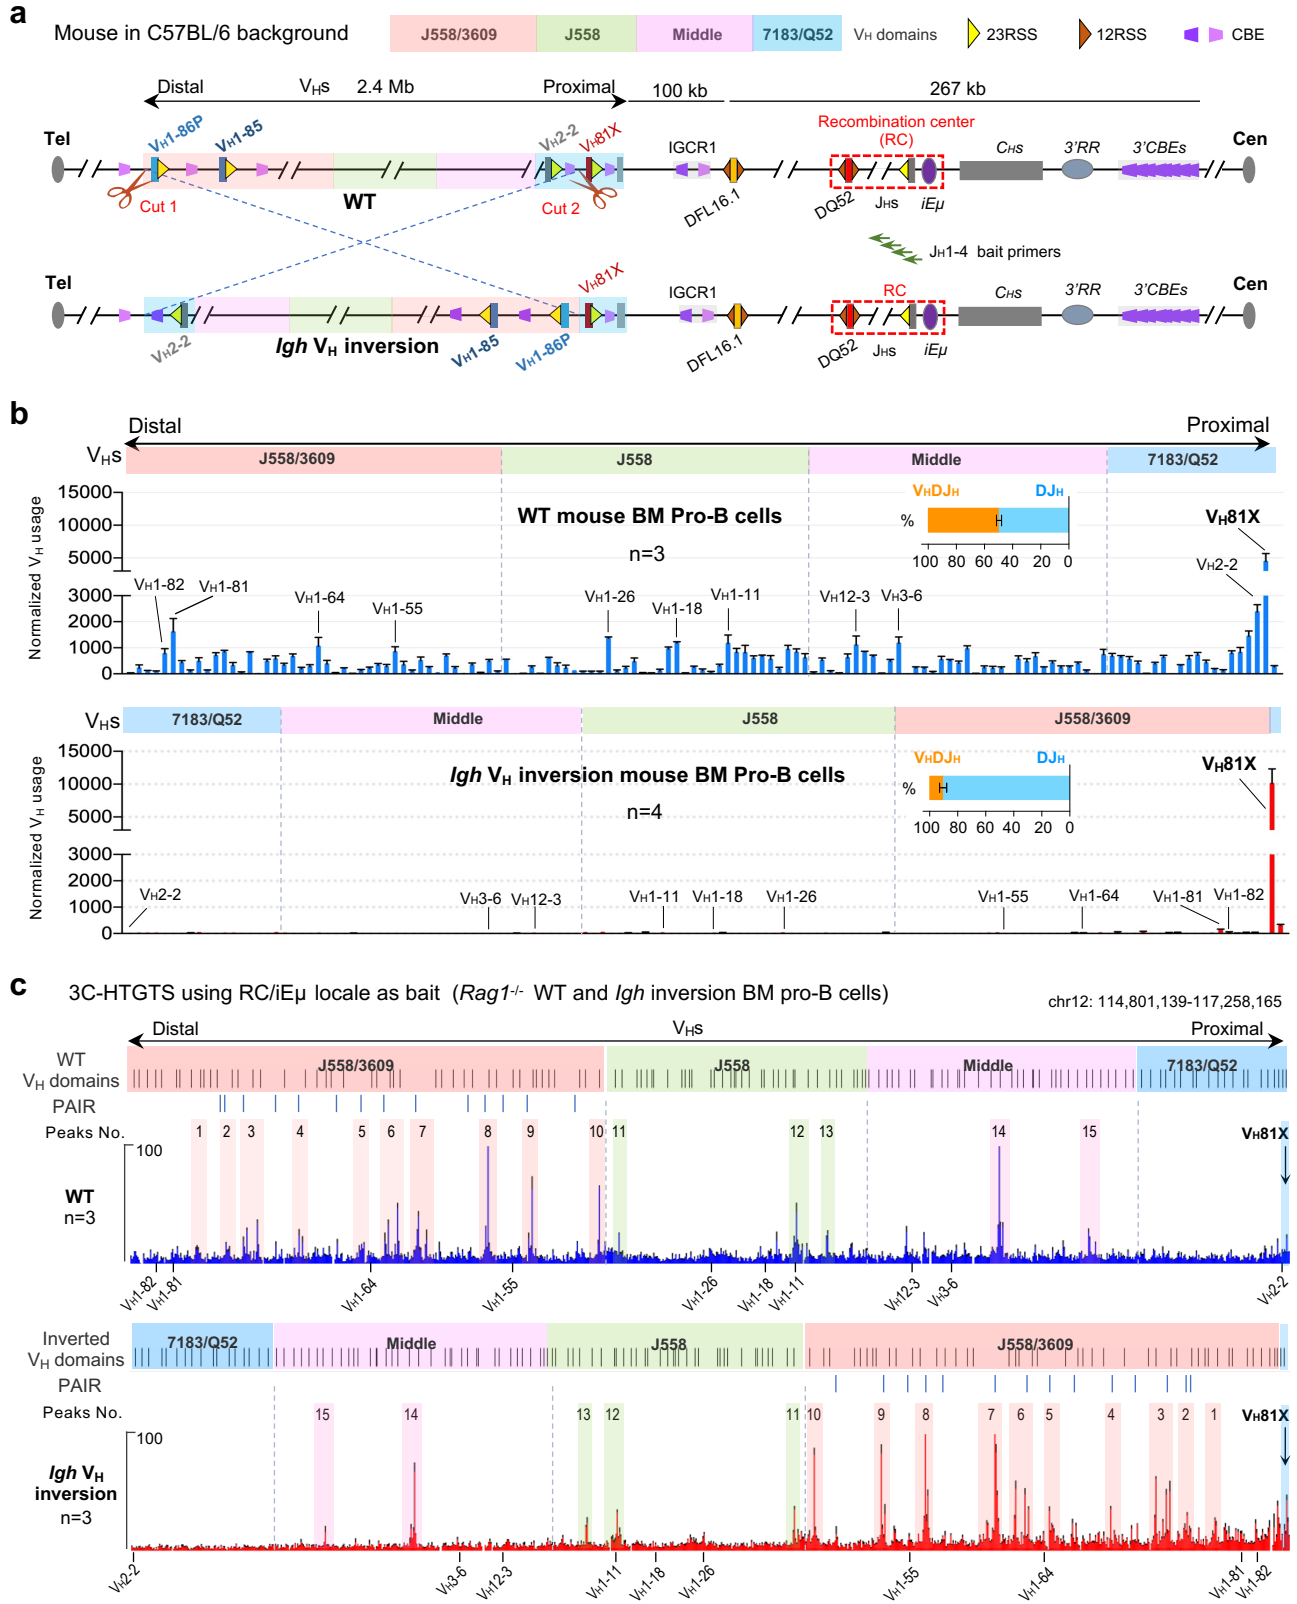 a
Mouse in C57BL/6 background
J558/3609 J558 Middle 7183/Q52 VH domains 23RSS 12RSS CBE
Distal VHs 2.4 Mb Proximal 100 kb 267 kb
Tel VH1-86P VH1-85 VH2-2 VH81X IGCR1 Recombination center (RC) CHs 3'RR 3'CBEs Cen
Cut 1 WT Cut 2 DFL16.1 DQ52 JHs iEμ
JH1-4 bait primers
Tel VH81X IGCR1 RC CHs 3'RR 3'CBEs Cen
VH2-2 Igh VH inversion VH1-85 VH1-86P DFL16.1 DQ52 JHs iEμ
b
Distal Proximal
VHs J558/3609 J558 Middle 7183/Q52
Normalized VH usage
15000
10000
5000
3000
2000
1000
0
WT mouse BM Pro-B cells
n=3
VHDJH DJH
%
100 80 60 40 20 0
VH81X
VH2-2
VH1-82 VH1-81 VH1-64 VH1-55 VH1-26 VH1-18 VH1-11 VH12-3 VH3-6
VHs 7183/Q52 Middle J558 J558/3609
Normalized VH usage
15000
10000
5000
3000
2000
1000
0
Igh VH inversion mouse BM Pro-B cells
n=4
VHDJH DJH
%
100 80 60 40 20 0
VH81X
VH2-2 VH3-6 VH12-3 VH1-11 VH1-18 VH1-26 VH1-55 VH1-64 VH1-81 VH1-82
c
3C-HTGTS using RC/iEμ locale as bait (Rag1-/- WT and Igh inversion BM pro-B cells)
chr12: 114,801,139-117,258,165
Distal VHs Proximal
WT VH domains J558/3609 J558 Middle 7183/Q52
PAIR
Peaks No. 1 2 3 4 5 6 7 8 9 10 11 12 13 14 15 VH81X
100
WT
n=3
VH1-82 VH1-81 VH1-64 VH1-55 VH1-26 VH1-18 VH1-11 VH12-3 VH3-6 VH2-2
Inverted VH domains 7183/Q52 Middle J558 J558/3609
PAIR
Peaks No. 15 14 13 12 11 10 9 8 7 6 5 4 3 2 1 VH81X
100
Igh VH
inversion
n=3
VH2-2 VH3-6 VH12-3 VH1-11 VH1-18 VH1-26 VH1-55 VH1-64 VH1-81 VH1-82